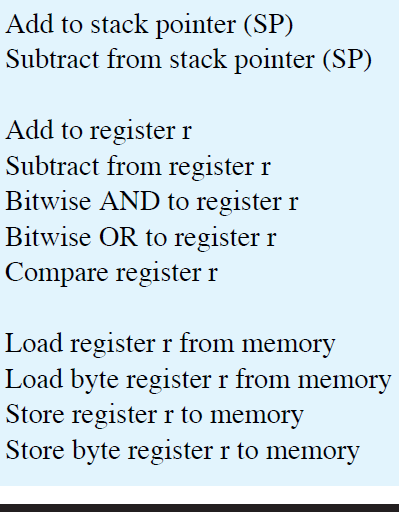 Add to stack pointer (SP)
Subtract from stack pointer (SP)
Add to register r
Subtract from register r
Bitwise AND to register r
Bitwise OR to register r
Compare register r
Load register r from memory
Load byte register r from memory
Store register r to memory
Store byte register r to memory